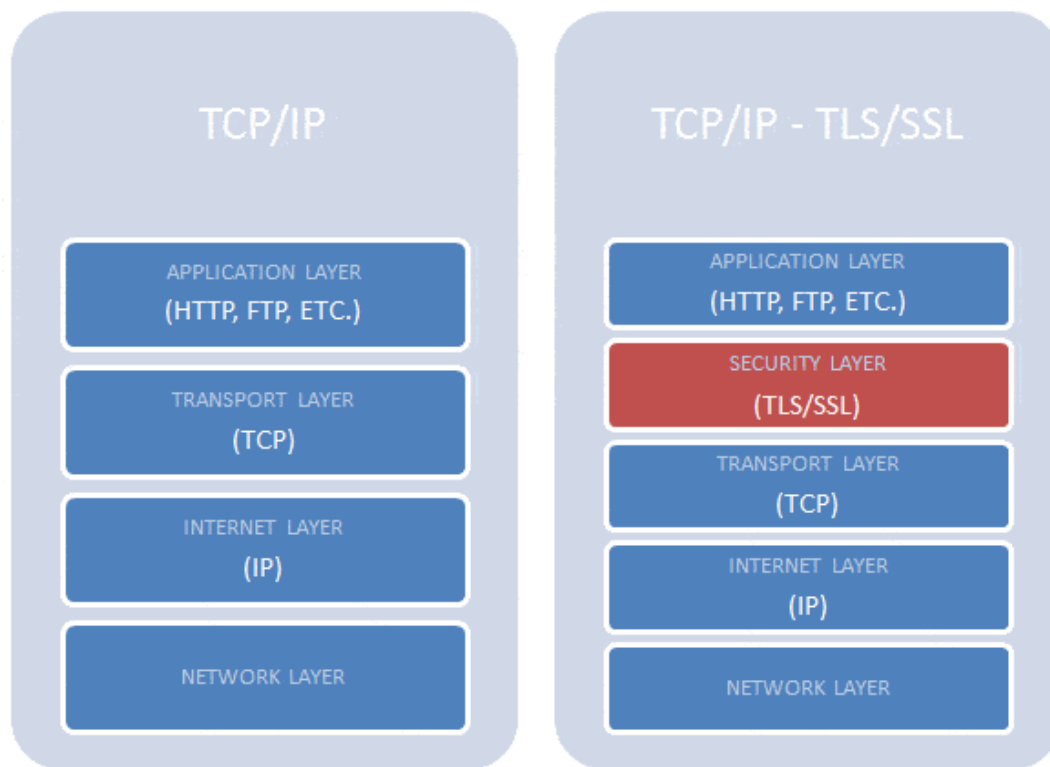 TCP/IP
APPLICATION LAYER
(HTTP, FTP, ETC.)
TRANSPORT LAYER
(TCP)
INTERNET LAYER
(IP)
NETWORK LAYER
TCP/IP - TLS/SSL
APPLICATION LAYER
(HTTP, FTP, ETC.)
SECURITY LAYER
(TLS/SSL)
TRANSPORT LAYER
(TCP)
INTERNET LAYER
(IP)
NETWORK LAYER